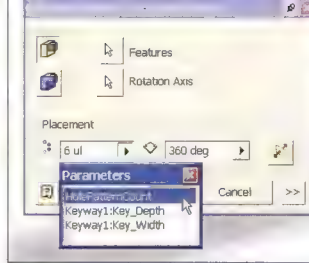 Features
Rotation Axis
Placement
6 ul
360 deg
Parameters
HolePatternCount
Keyway1:Key_Depth
Keyway1:Key_Width
Cancel
>>